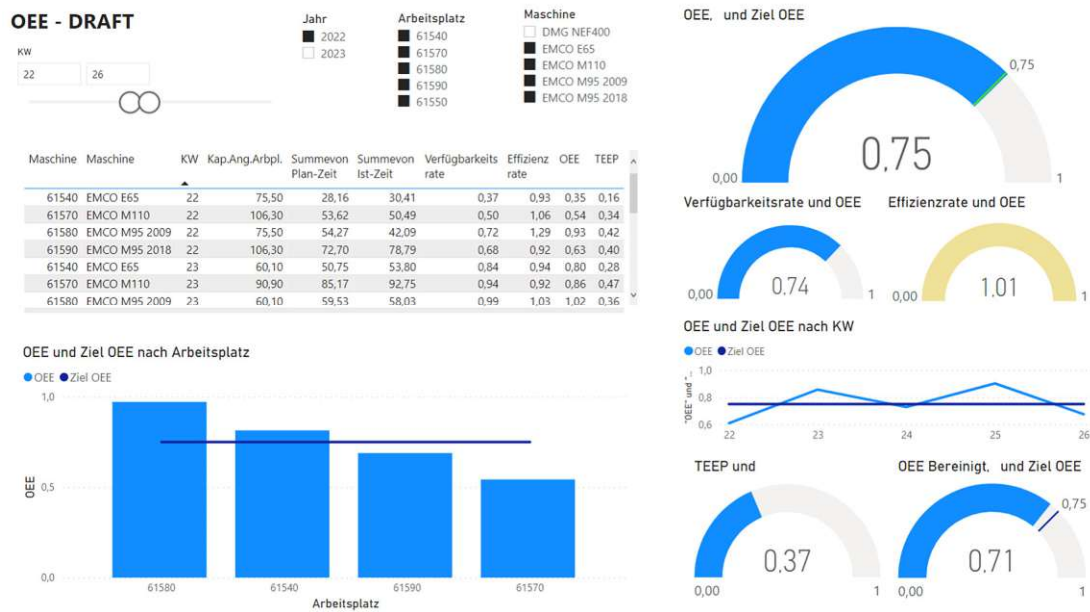 OEE - DRAFT
KW
22 26
Jahr
2022
2023
Arbeitsplatz
61540
61570
61580
61590
61550
Maschine
DMG NEF400
EMCO E65
EMCO M110
EMCO M95 2009
EMCO M95 2018
Maschine Maschine KW Kap.Ang.Arbpl. Summevon Summevon Verfügbarkeits Effizienz OEE TEEP
Plan-Zeit Ist-Zeit rate rate
61540 EMCO E65 22 75,50 28,16 30,41 0,37 0,93 0,35 0,16
61570 EMCO M110 22 106,30 53,62 50,49 0,50 1,06 0,54 0,34
61580 EMCO M95 2009 22 75,50 54,27 42,09 0,72 1,29 0,93 0,42
61590 EMCO M95 2018 22 106,30 72,70 78,79 0,68 0,92 0,63 0,40
61540 EMCO E65 23 60,10 50,75 53,80 0,84 0,94 0,80 0,28
61570 EMCO M110 23 90,90 85,17 92,75 0,94 0,92 0,86 0,47
61580 EMCO M95 2009 23 60,10 59,53 58,03 0,99 1,03 1,02 0,36
OEE und Ziel OEE nach Arbeitsplatz
OEE Ziel OEE
1,0
0,5
0,0
OEE
61580 61540 61590 61570
Arbeitsplatz
OEE, und Ziel OEE
0,75
0,75
0,00 1
Verfügbarkeitsrate und OEE
0,74
0,00 1
Effizienzrate und OEE
1,01
0,00 1
OEE und Ziel OEE nach KW
OEE Ziel OEE
"OEE" und "...
1,0
0,8
0,6
22 23 24 25 26
TEEP und
0,37
0,00 1
OEE Bereinigt, und Ziel OEE
0,75
0,71
0,00 1